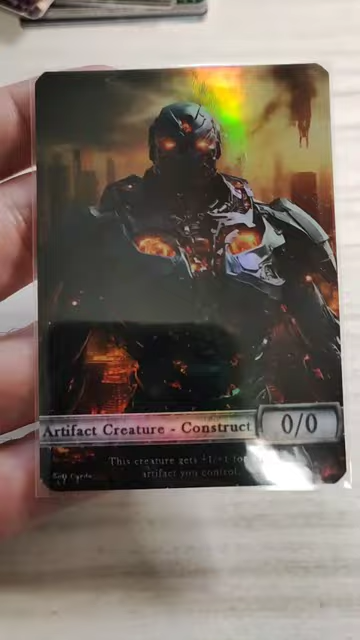 Artifact Creature - Construct
0/0
This creature gets +1/+1 for
artifact you control.